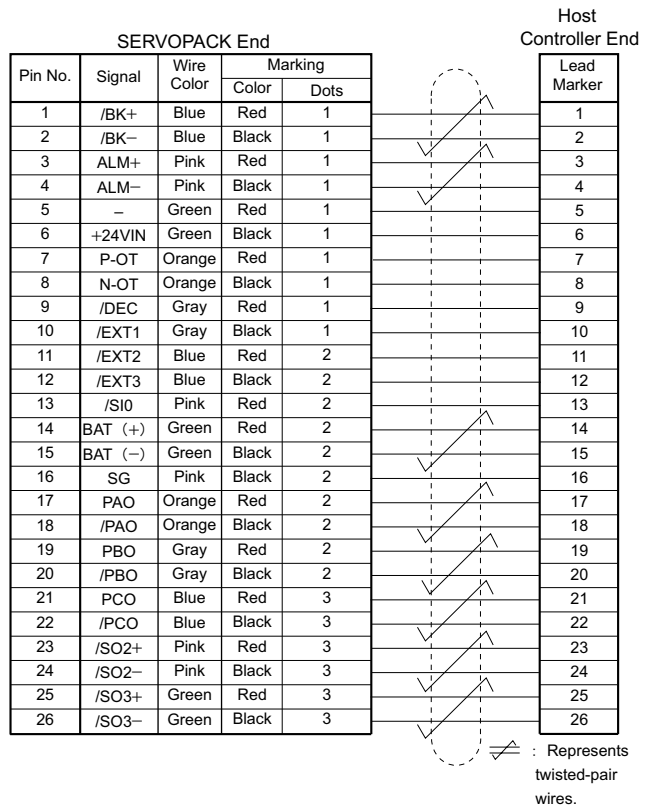 Host
SERVOPACK End Controller End
Pin No. Signal Wire Color Marking Lead Marker
Color Dots
1 /BK+ Blue Red 1 1
2 /BK− Blue Black 1 2
3 ALM+ Pink Red 1 3
4 ALM− Pink Black 1 4
5 − Green Red 1 5
6 +24VIN Green Black 1 6
7 P-OT Orange Red 1 7
8 N-OT Orange Black 1 8
9 /DEC Gray Red 1 9
10 /EXT1 Gray Black 1 10
11 /EXT2 Blue Red 2 11
12 /EXT3 Blue Black 2 12
13 /SI0 Pink Red 2 13
14 BAT (+) Green Red 2 14
15 BAT (−) Green Black 2 15
16 SG Pink Black 2 16
17 PAO Orange Red 2 17
18 /PAO Orange Black 2 18
19 PBO Gray Red 2 19
20 /PBO Gray Black 2 20
21 PCO Blue Red 3 21
22 /PCO Blue Black 3 22
23 /SO2+ Pink Red 3 23
24 /SO2− Pink Black 3 24
25 /SO3+ Green Red 3 25
26 /SO3− Green Black 3 26
: Represents
twisted-pair
wires.